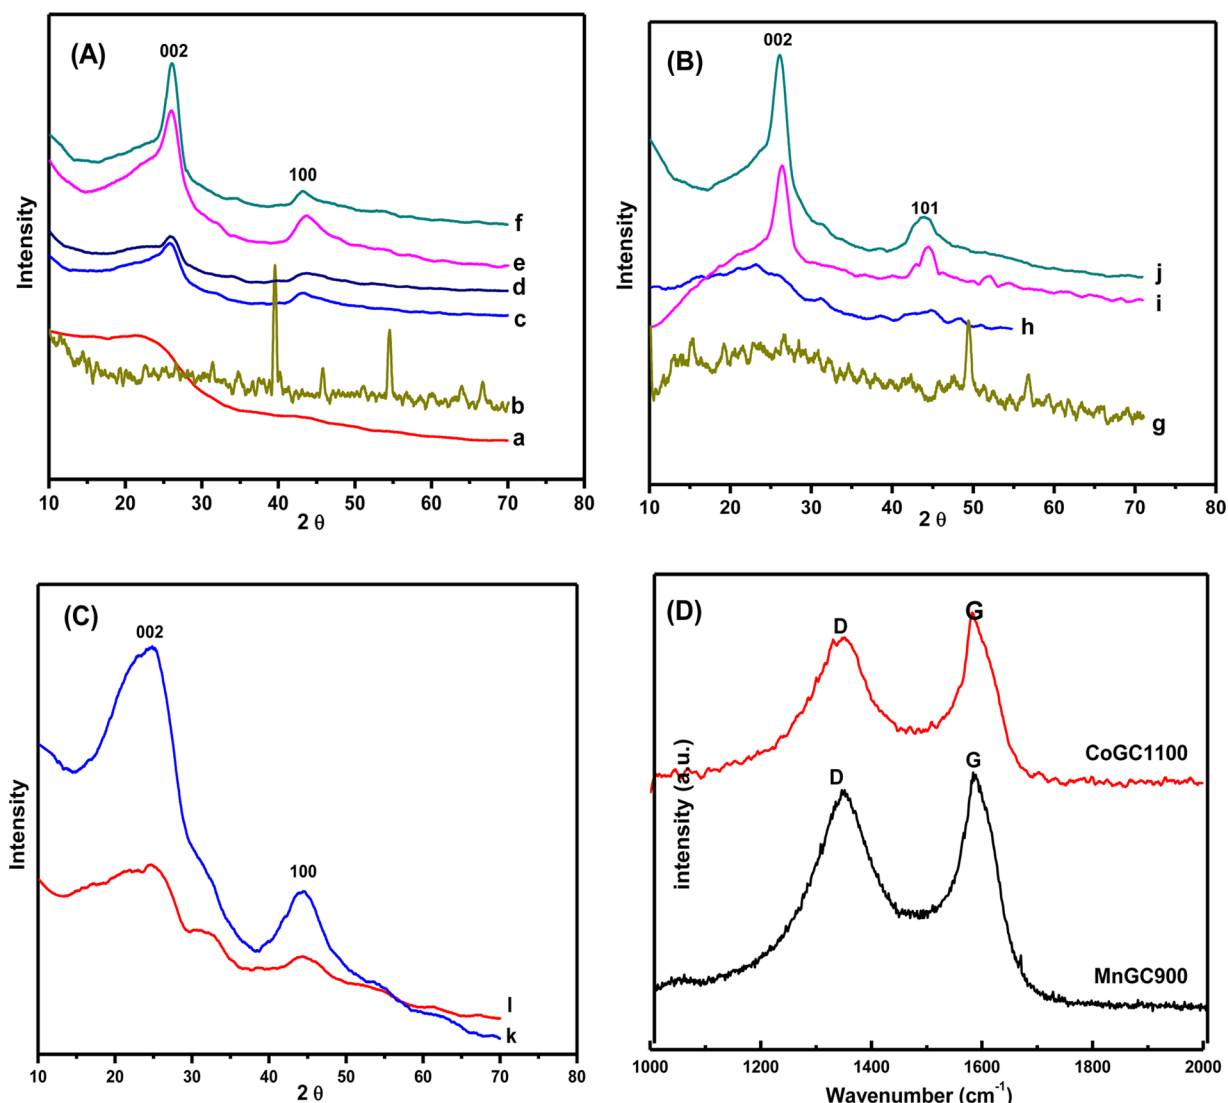 (A)
002
100
f
e
d
c
b
a
Intensity
10 20 30 40 50 60 70 80
2 θ
(B)
002
101
j
i
h
g
Intensity
10 20 30 40 50 60 70 80
2 θ
(C)
002
100
l
k
Intensity
10 20 30 40 50 60 70 80
2 θ
(D)
D
G
CoGC1100
D
G
MnGC900
intensity (a.u.)
1000 1200 1400 1600 1800 2000
Wavenumber (cm⁻¹)